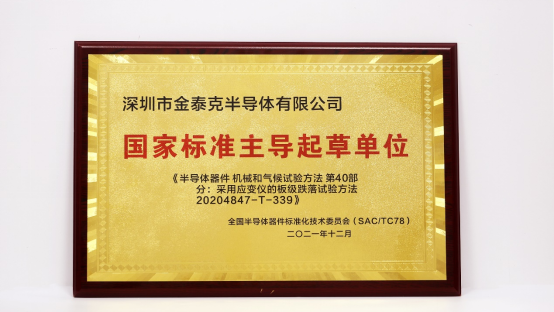 深圳市金泰克半导体有限公司
国家标准主导起草单位
《半导体器件 机械和气候试验方法 第40部
分：采用应变仪的板级跌落试验方法
20204847-T-339》
全国半导体器件标准化技术委员会（SAC/TC78）
二〇二一年十二月